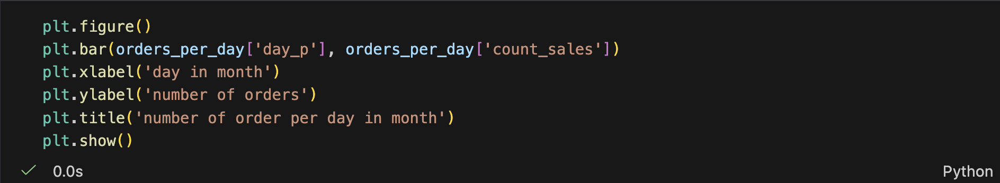 plt.figure()
plt.bar(orders_per_day['day_p'], orders_per_day['count_sales'])
plt.xlabel('day in month')
plt.ylabel('number of orders')
plt.title('number of order per day in month')
plt.show()
0.0s
Python